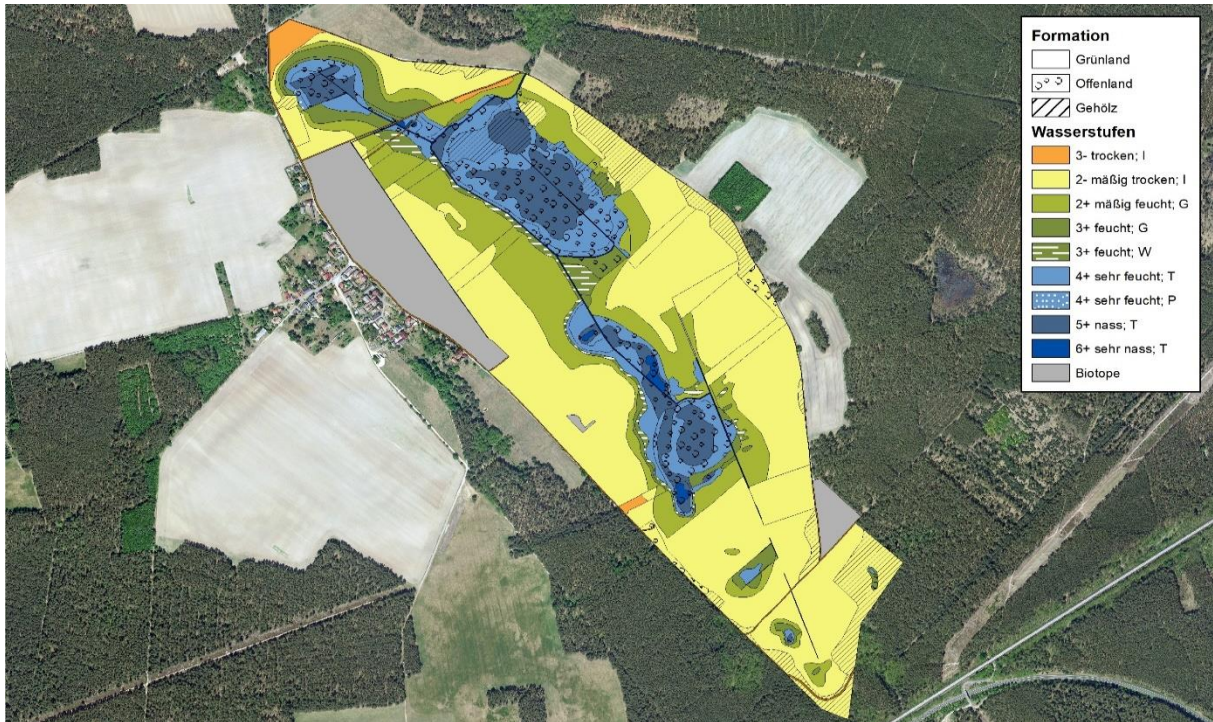 Formation
Grünland
Offenland
Gehölz
Wasserstufen
3- trocken; I
2- mäßig trocken; I
2+ mäßig feucht; G
3+ feucht; G
3+ feucht; W
4+ sehr feucht; T
4+ sehr feucht; P
5+ nass; T
6+ sehr nass; T
Biotope